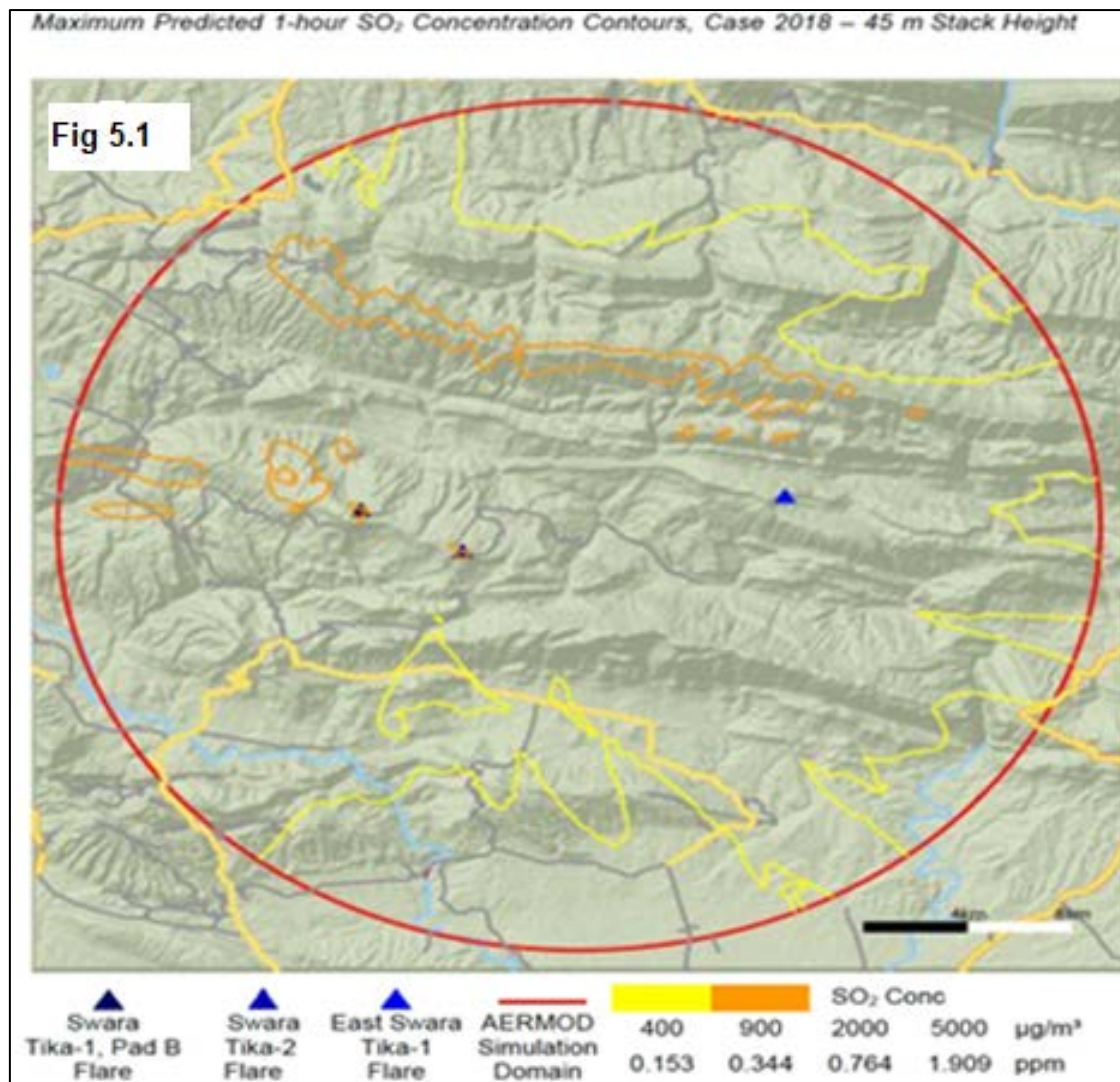 Maximum Predicted 1-hour SO₂ Concentration Contours, Case 2018 – 45 m Stack Height
Fig 5.1
4km 8km
Swara
Tika-1, Pad B
Flare
Swara
Tika-2
Flare
East Swara
Tika-1
Flare
AERMOD
Simulation
Domain
SO₂ Conc
400 900 2000 5000 µg/m³
0.153 0.344 0.764 1.909 ppm